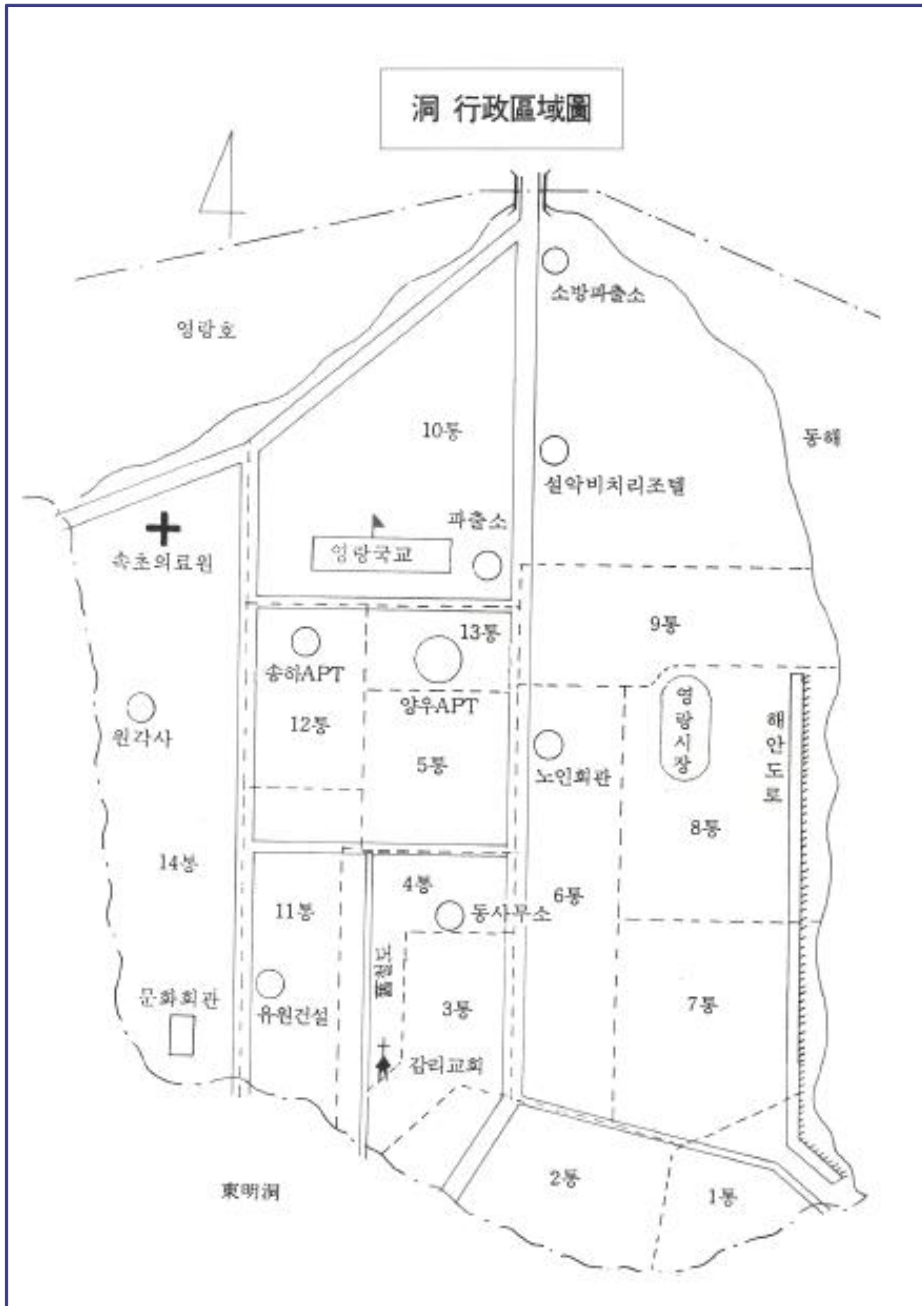 洞 行政區域圖
소방파출소
영랑호
10통
동해
설악비치리조텔
파출소
영랑국교
속초의료원
13통
9통
송하APT
양우APT
영랑시장
해안도로
12통
원각사
5통
노인회관
8통
14통
4통
6통
11통
동사무소
舊철도
3통
7통
문화회관
유원건설
감리교회
2통
1통
東明洞